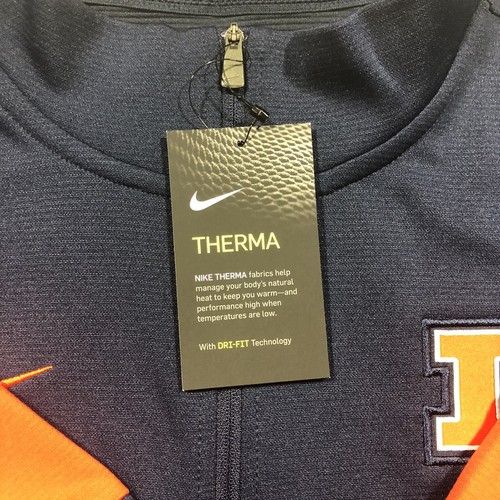 THERMA
NIKE THERMA fabrics help
manage your body's natural
heat to keep you warm—and
performance high when
temperatures are low.
With DRI-FIT Technology